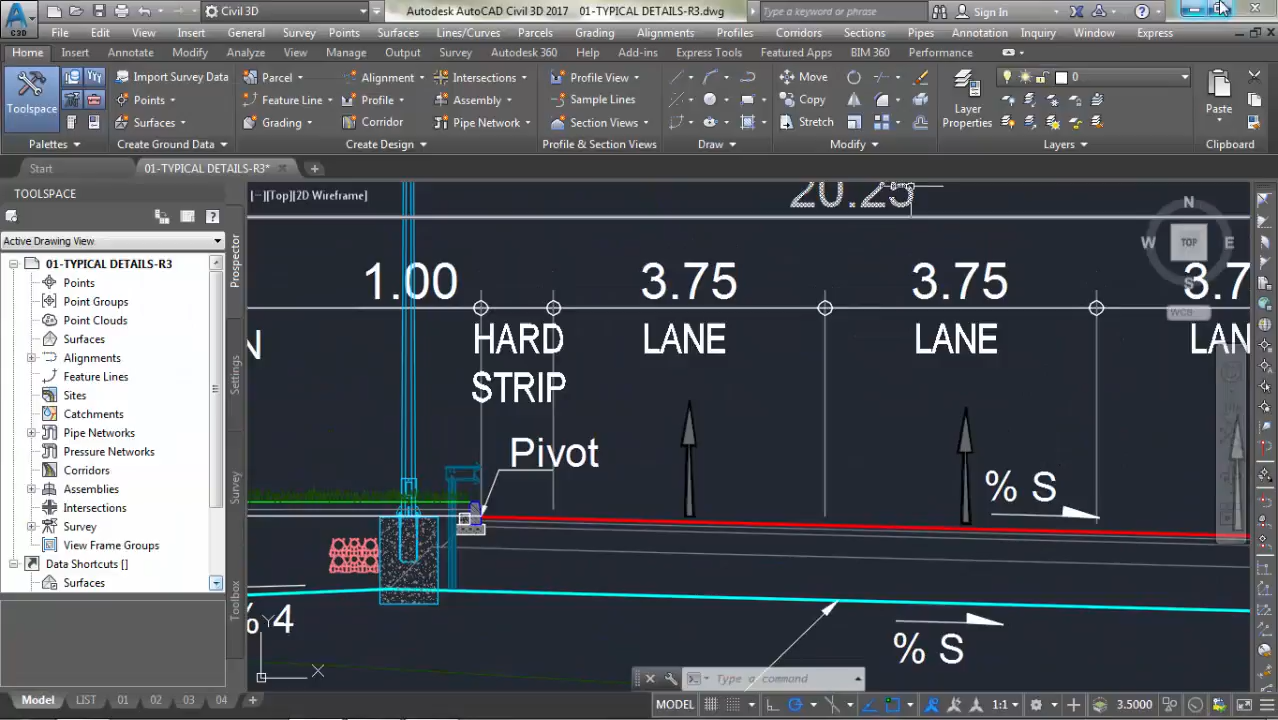 C3D
Civil 3D
Autodesk AutoCAD Civil 3D 2017 01-TYPICAL DETAILS-R3.dwg
Type a keyword or phrase
Sign In
File Edit View Insert General Survey Points Surfaces Lines/Curves Parcels Grading Alignments Profiles Corridors Sections Pipes Annotation Inquiry Window Express
Home Insert Annotate Modify Analyze View Manage Output Survey Autodesk 360 Help Add-ins Express Tools Featured Apps BIM 360 Performance
Import Survey Data Parcel Alignment Intersections Profile View Move 0
Toolspace Points Feature Line Profile Assembly Sample Lines Copy Layer Properties Paste
Surfaces Grading Corridor Pipe Network Section Views Stretch
Palettes Create Ground Data Create Design Profile & Section Views Draw Modify Layers Clipboard
Start 01-TYPICAL DETAILS-R3*
TOOLSPACE
[−][Top][2D Wireframe]
20.25
N
W TOP E
S
WCS
Active Drawing View
Prospector
Settings
Survey
Toolbox
01-TYPICAL DETAILS-R3
Points
Point Groups
Point Clouds
Surfaces
Alignments
Feature Lines
Sites
Catchments
Pipe Networks
Pressure Networks
Corridors
Assemblies
Intersections
Survey
View Frame Groups
Data Shortcuts []
Surfaces
1.00 3.75 3.75 3.7
N HARD LANE LANE LAN
STRIP
Pivot
% S
% 4
% S
Y
X
Type a command
Model LIST 01 02 03 04
MODEL 1:1 3.5000